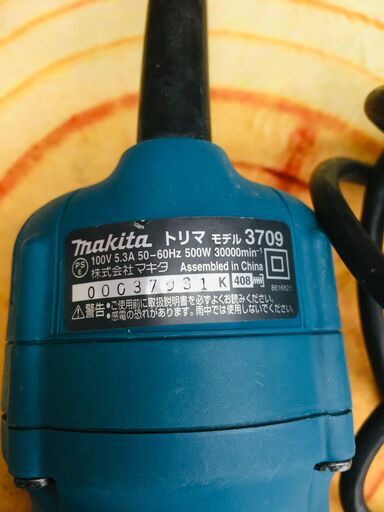 makita トリマ モデル 3709
100V 5.3A 50-60Hz 500W 30000min⁻¹
株式会社マキタ Assembled in China
K 408
B616821
⚠警告: ご使用前に取扱説明書を必ずよくお読みください。
感電の恐れがあります。雨中では使用しないでください。